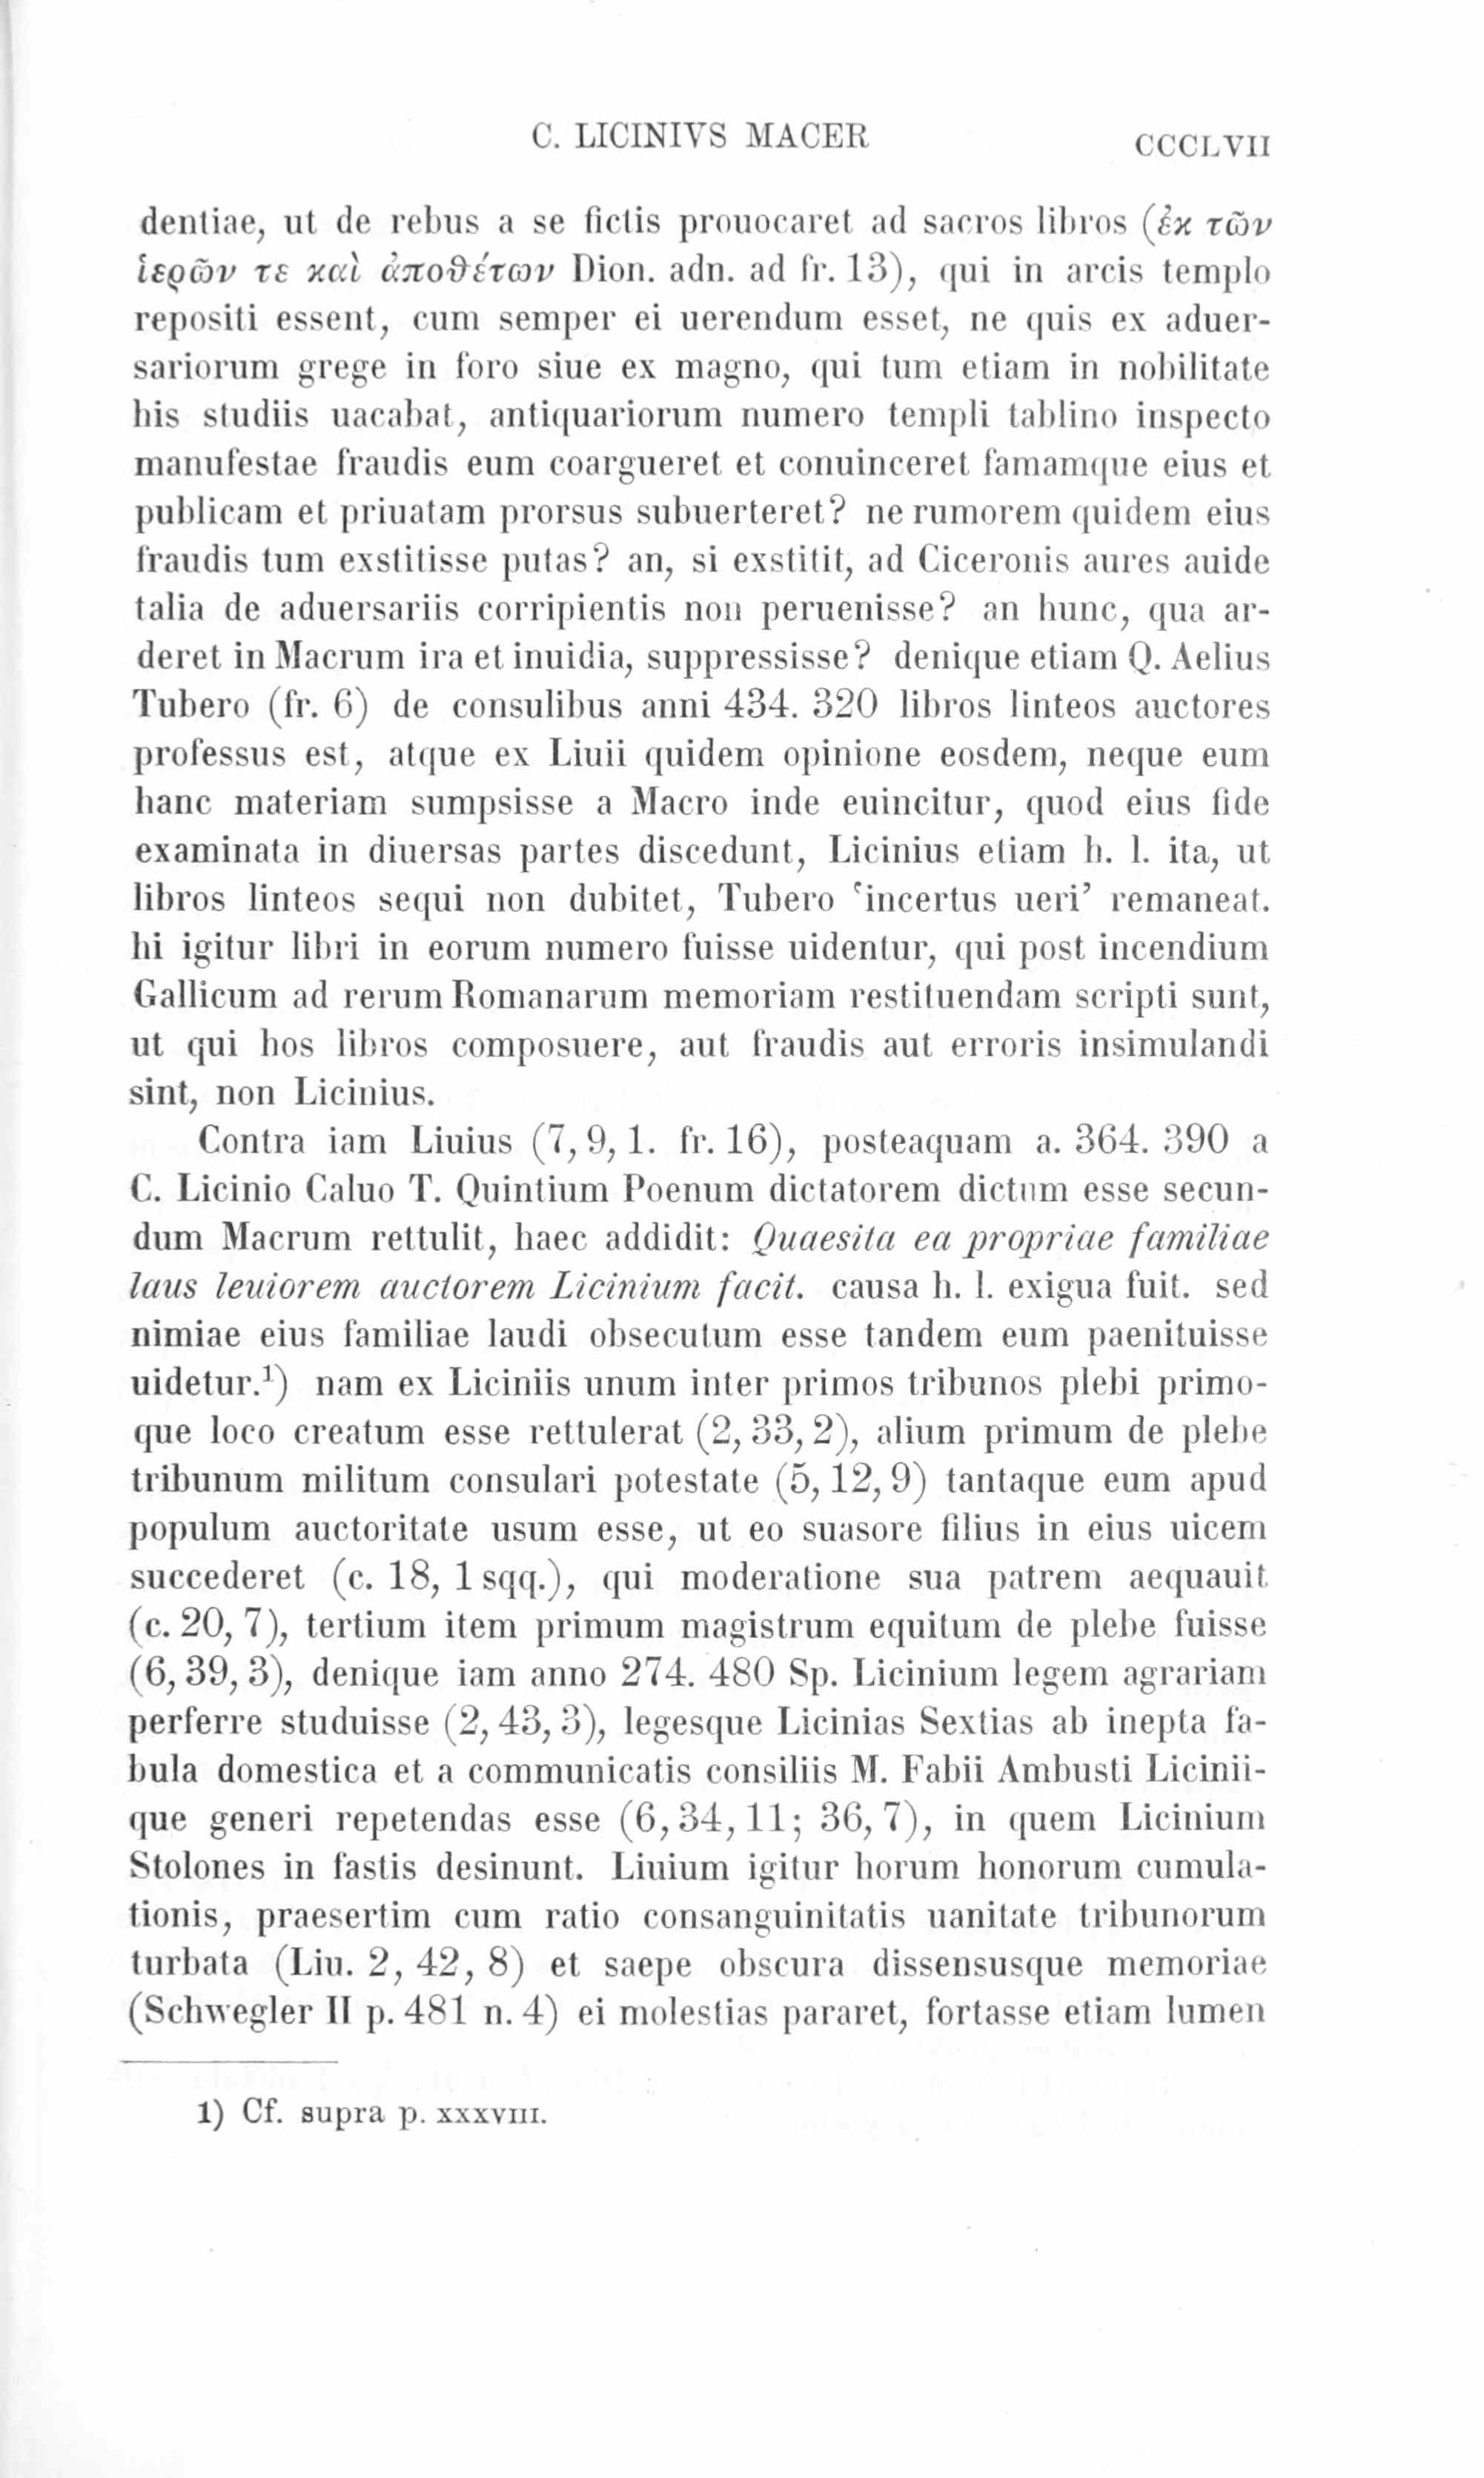 C. LICINIVS MACER
CCCLVII
dentiae, ut de rebus a se fictis prouocaret ad sacros libros (ἐκ τῶν
ἱερῶν τε καὶ ἀποθέτων Dion. adn. ad fr. 13), qui in arcis templo
repositi essent, cum semper ei uerendum esset, ne quis ex aduer-
sariorum grege in foro siue ex magno, qui tum etiam in nobilitate
his studiis uacabat, antiquariorum numero templi tablino inspecto
manufestae fraudis eum coargueret et conuinceret famamque eius et
publicam et priuatam prorsus subuerteret? ne rumorem quidem eius
fraudis tum exstitisse putas? an, si exstitit, ad Ciceronis aures auide
talia de aduersariis corripientis non peruenisse? an hunc, qua ar-
deret in Macrum ira et inuidia, suppressisse? denique etiam Q. Aelius
Tubero (fr. 6) de consulibus anni 434. 320 libros linteos auctores
professus est, atque ex Liuii quidem opinione eosdem, neque eum
hanc materiam sumpsisse a Macro inde euincitur, quod eius fide
examinata in diuersas partes discedunt, Licinius etiam h. l. ita, ut
libros linteos sequi non dubitet, Tubero ‘incertus ueri’ remaneat.
hi igitur libri in eorum numero fuisse uidentur, qui post incendium
Gallicum ad rerum Romanarum memoriam restituendam scripti sunt,
ut qui hos libros composuere, aut fraudis aut erroris insimulandi
sint, non Licinius.
Contra iam Liuius (7, 9, 1. fr. 16), posteaquam a. 364. 390 a
C. Licinio Caluo T. Quintium Poenum dictatorem dictum esse secun-
dum Macrum rettulit, haec addidit: Quaesita ea propriae familiae
laus leuiorem auctorem Licinium facit. causa h. l. exigua fuit. sed
nimiae eius familiae laudi obsecutum esse tandem eum paenituisse
uidetur.¹) nam ex Liciniis unum inter primos tribunos plebi primo-
que loco creatum esse rettulerat (2, 33, 2), alium primum de plebe
tribunum militum consulari potestate (5, 12, 9) tantaque eum apud
populum auctoritate usum esse, ut eo suasore filius in eius uicem
succederet (c. 18, 1 sqq.), qui moderatione sua patrem aequauit
(c. 20, 7), tertium item primum magistrum equitum de plebe fuisse
(6, 39, 3), denique iam anno 274. 480 Sp. Licinium legem agrariam
perferre studuisse (2, 43, 3), legesque Licinias Sextias ab inepta fa-
bula domestica et a communicatis consiliis M. Fabii Ambusti Licinii-
que generi repetendas esse (6, 34, 11; 36, 7), in quem Licinium
Stolones in fastis desinunt. Liuium igitur horum honorum cumula-
tionis, praesertim cum ratio consanguinitatis uanitate tribunorum
turbata (Liu. 2, 42, 8) et saepe obscura dissensusque memoriae
(Schwegler II p. 481 n. 4) ei molestias pararet, fortasse etiam lumen
1) Cf. supra p. XXXVIII.